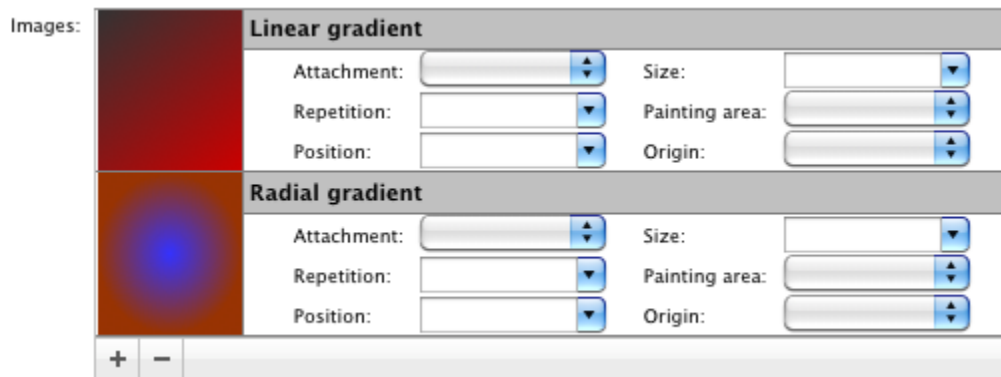 Images:
Linear gradient
Attachment: Size:
Repetition: Painting area:
Position: Origin:
Radial gradient
Attachment: Size:
Repetition: Painting area:
Position: Origin:
+ −